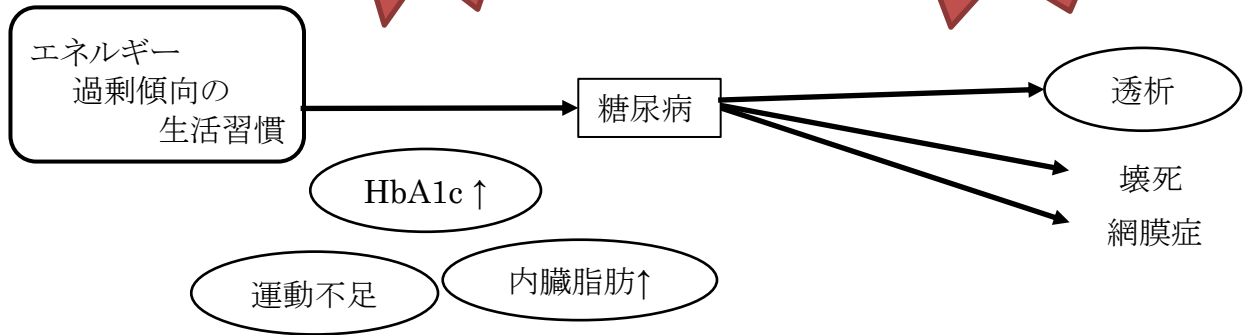 エネルギー
過剰傾向の
生活習慣
糖尿病
透析
壊死
網膜症
HbA1c ↑
運動不足
内臓脂肪↑